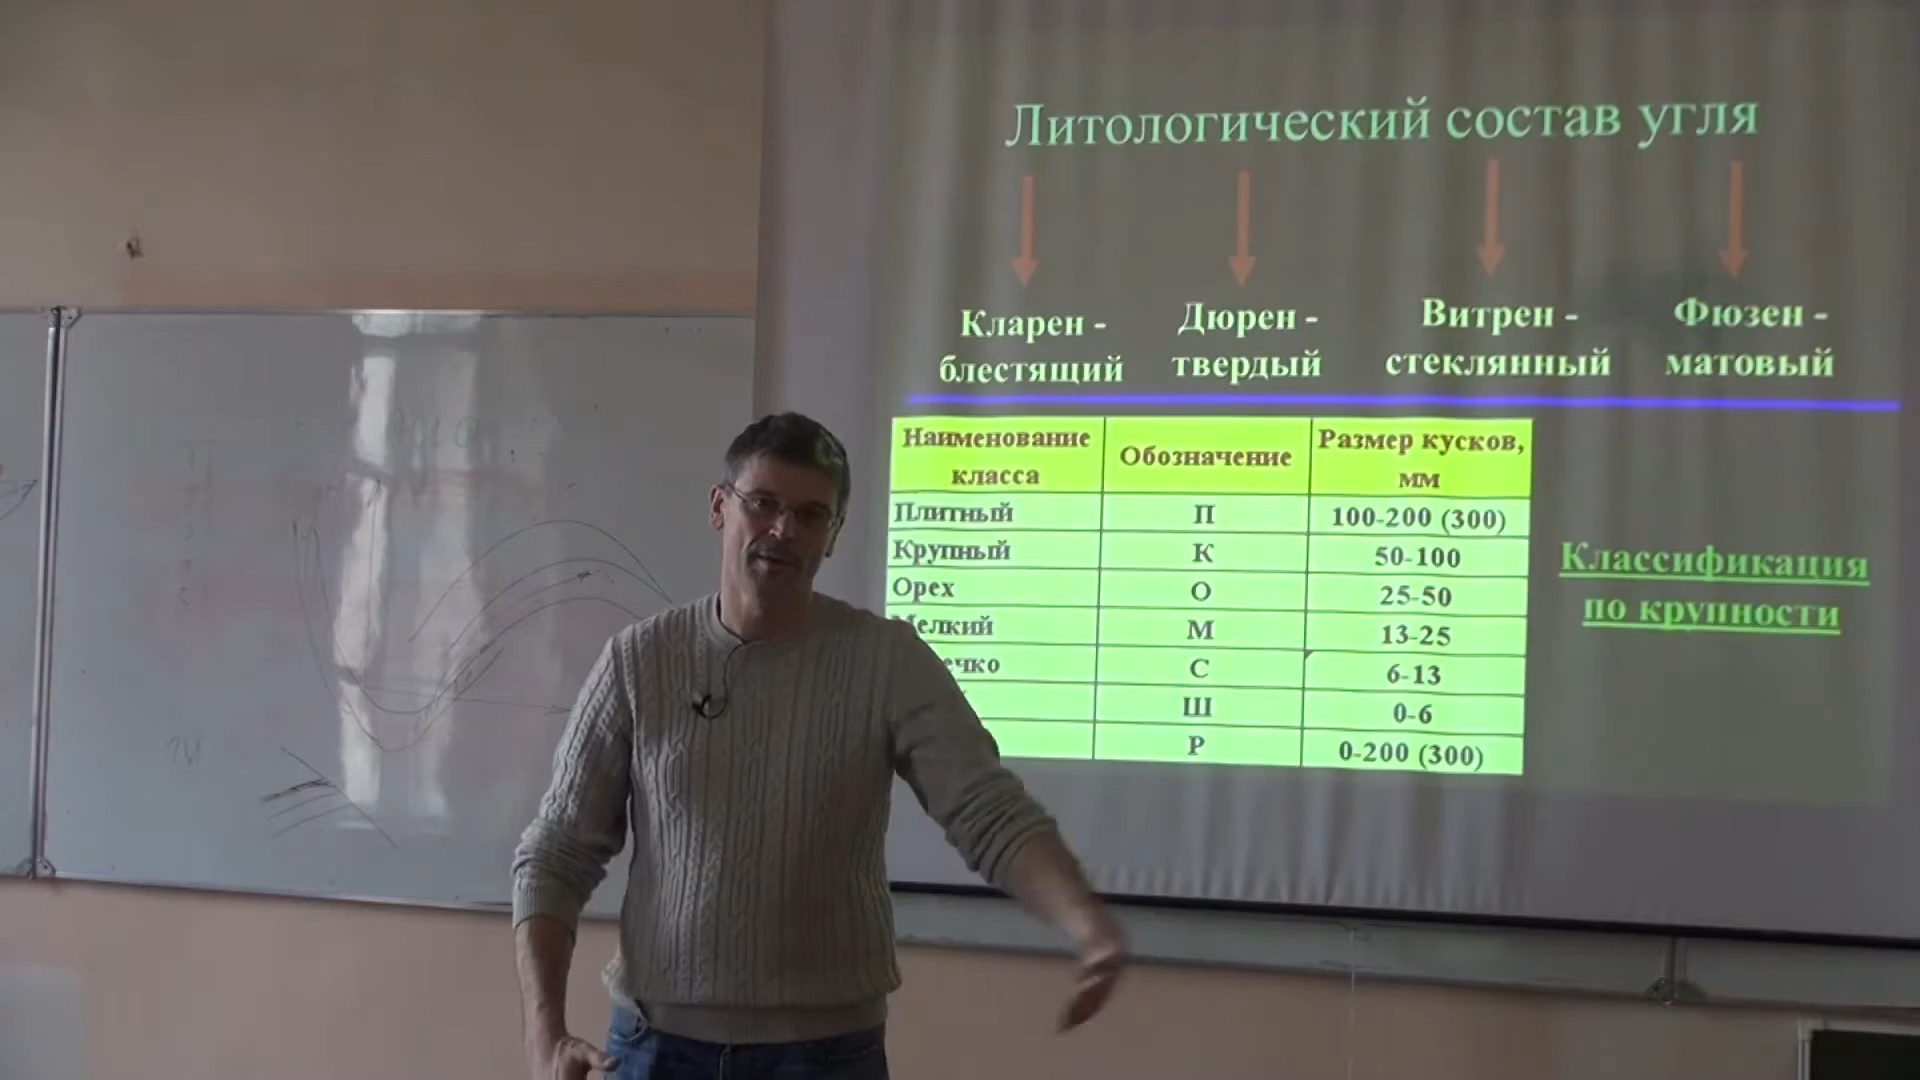 Литологический состав угля
Кларен -
блестящий
Дюрен -
твердый
Витрен -
стеклянный
Фюзен -
матовый
Наименование
класса
Обозначение
Размер кусков,
мм
Плитный П 100-200 (300)
Крупный К 50-100
Орех О 25-50
Мелкий М 13-25
С 6-13
Ш 0-6
Р 0-200 (300)
Классификация
по крупности